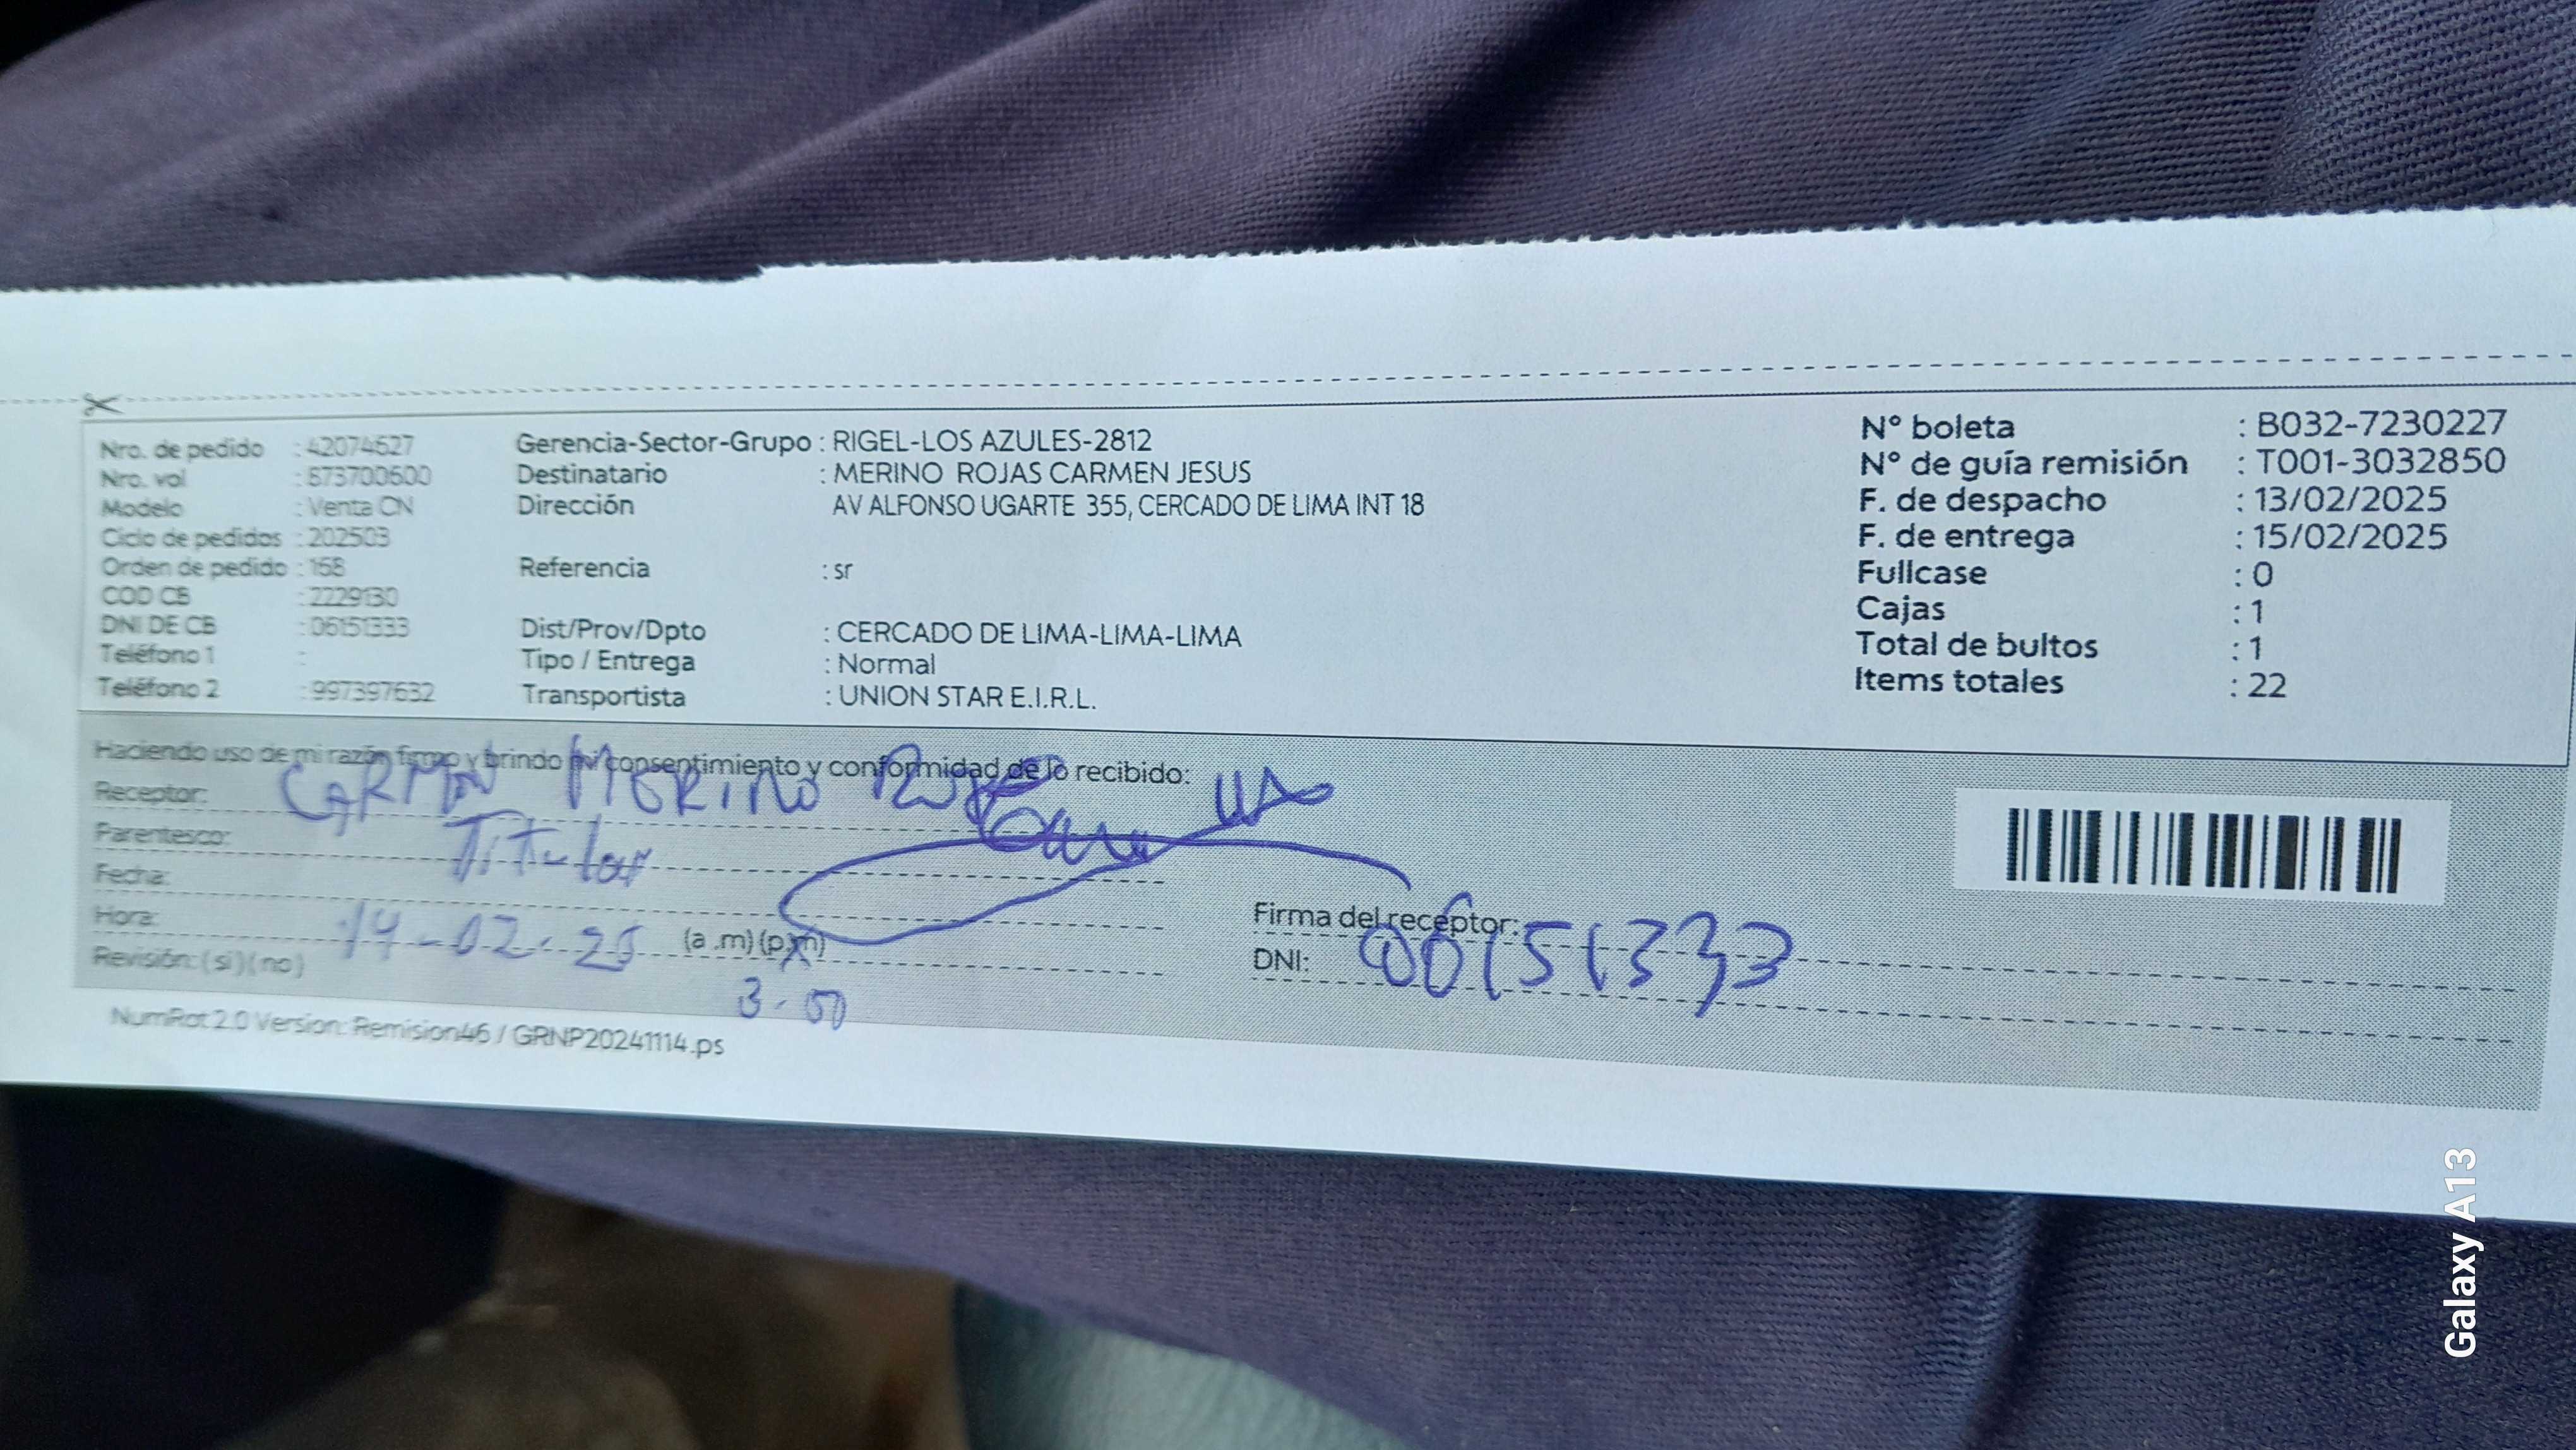 Nro. de pedido : 42074627
Nro. vol : 873700600
Modelo : Venta CN
Ciclo de pedidos : 202503
Orden de pedido : 158
COD CB : 2229130
DNI DE CB : 06151333
Teléfono 1 :
Teléfono 2 : 997397632
Gerencia-Sector-Grupo : RIGEL-LOS AZULES-2812
Destinatario : MERINO ROJAS CARMEN JESUS
Dirección AV ALFONSO UGARTE 355, CERCADO DE LIMA INT 18
Referencia : sr
Dist/Prov/Dpto : CERCADO DE LIMA-LIMA-LIMA
Tipo / Entrega : Normal
Transportista : UNION STAR E.I.R.L.
N° boleta : B032-7230227
N° de guía remisión : T001-3032850
F. de despacho : 13/02/2025
F. de entrega : 15/02/2025
Fullcase : 0
Cajas : 1
Total de bultos : 1
Items totales : 22
Haciendo uso de mi razón firmo y brindo mi consentimiento y conformidad de lo recibido:
Receptor: CARMEN MERINO
Parentesco: Titular
Fecha:
Hora: 14-02-25 (a.m)(p.m)
Revisión: (si)(no) 3-50
Firma del receptor:
DNI: 06151333
NumRot 2.0 Version: Remision46 / GRNP20241114.ps
Galaxy A13